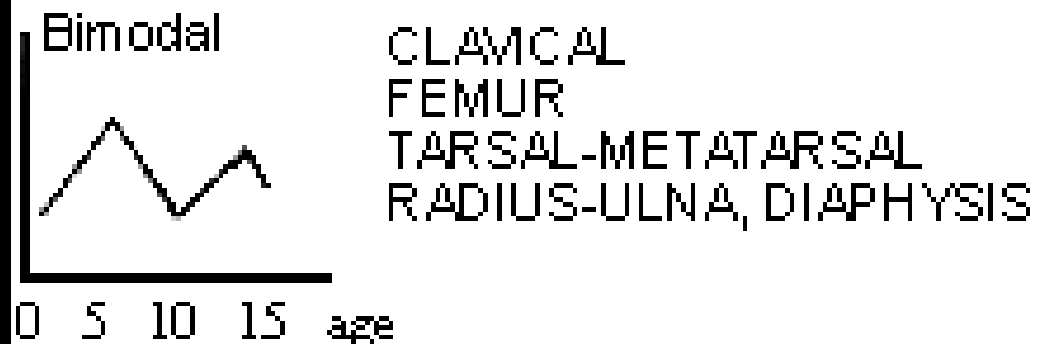 Bimodal
CLAVICAL
FEMUR
TARSAL-METATARSAL
RADIUS-ULNA, DIAPHYSIS
0 5 10 15 age